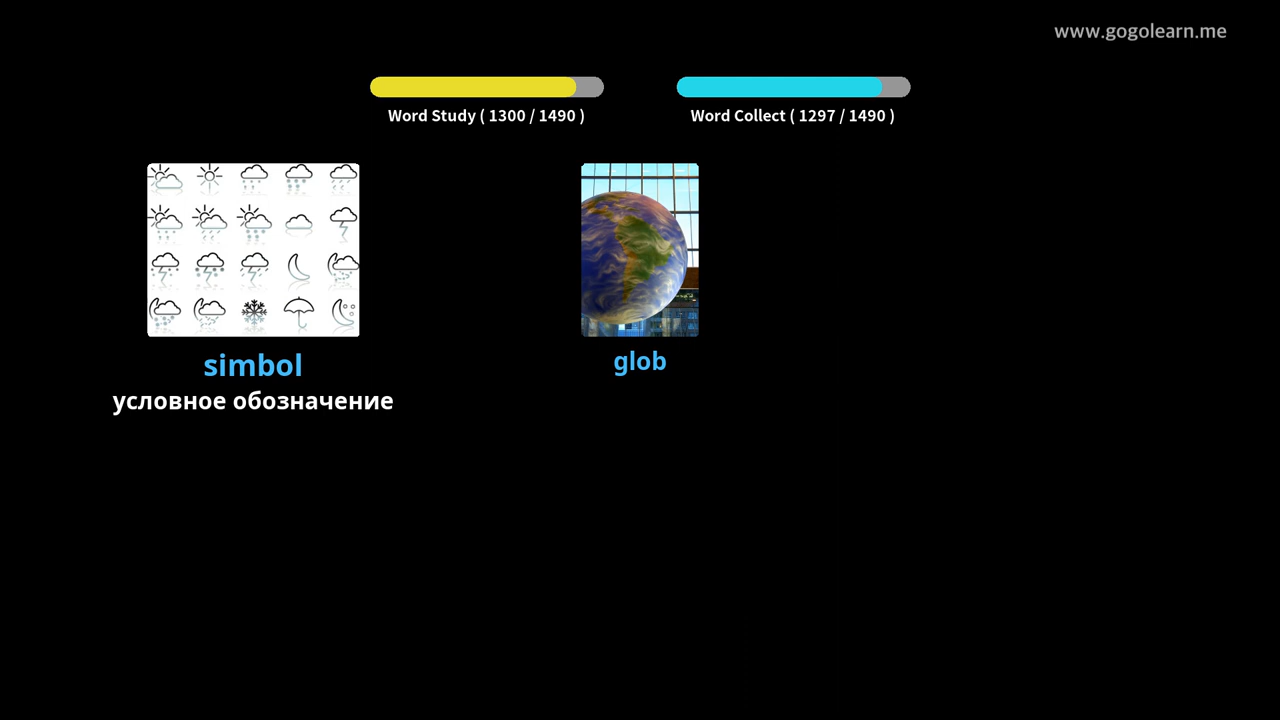 www.gogolearn.me
Word Study ( 1300 / 1490 )
Word Collect ( 1297 / 1490 )
simbol
условное обозначение
glob